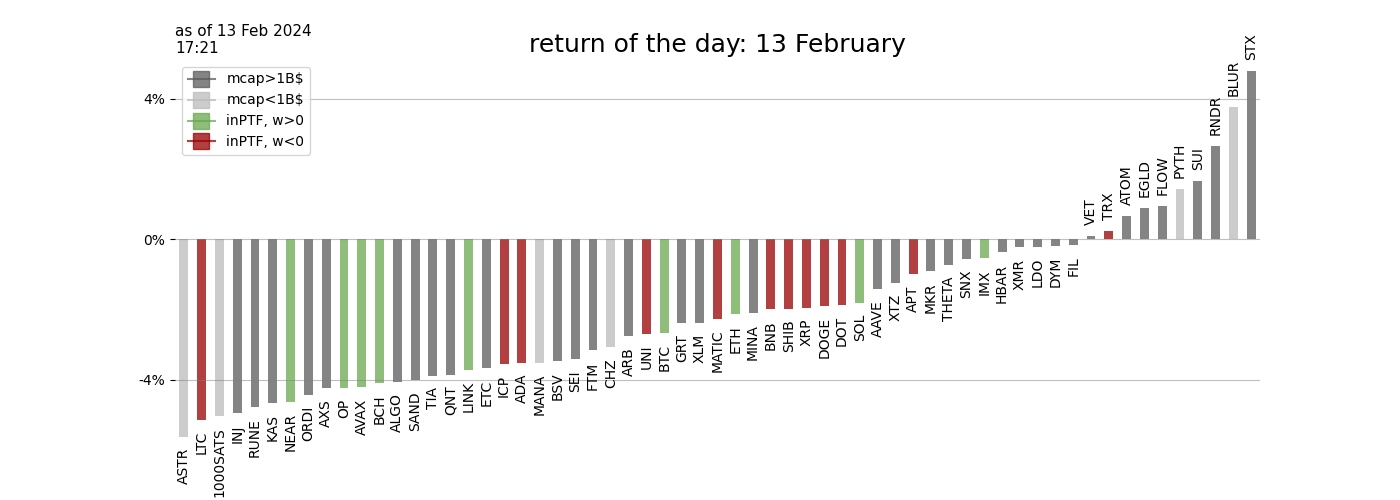 as of 13 Feb 2024
17:21
return of the day: 13 February
mcap>1B$
mcap<1B$
inPTF, w>0
inPTF, w<0
4%
0%
-4%
ASTR
LTC
1000SATS
INJ
RUNE
KAS
NEAR
ORDI
AXS
OP
AVAX
BCH
ALGO
SAND
TIA
QNT
LINK
ETC
ICP
ADA
MANA
BSV
SEI
FTM
CHZ
ARB
UNI
BTC
GRT
XLM
MATIC
ETH
MINA
BNB
SHIB
XRP
DOGE
DOT
SOL
AAVE
XTZ
APT
MKR
THETA
SNX
IMX
HBAR
XMR
LDO
DYM
FIL
VET
TRX
ATOM
EGLD
FLOW
PYTH
SUI
RNDR
BLUR
STX